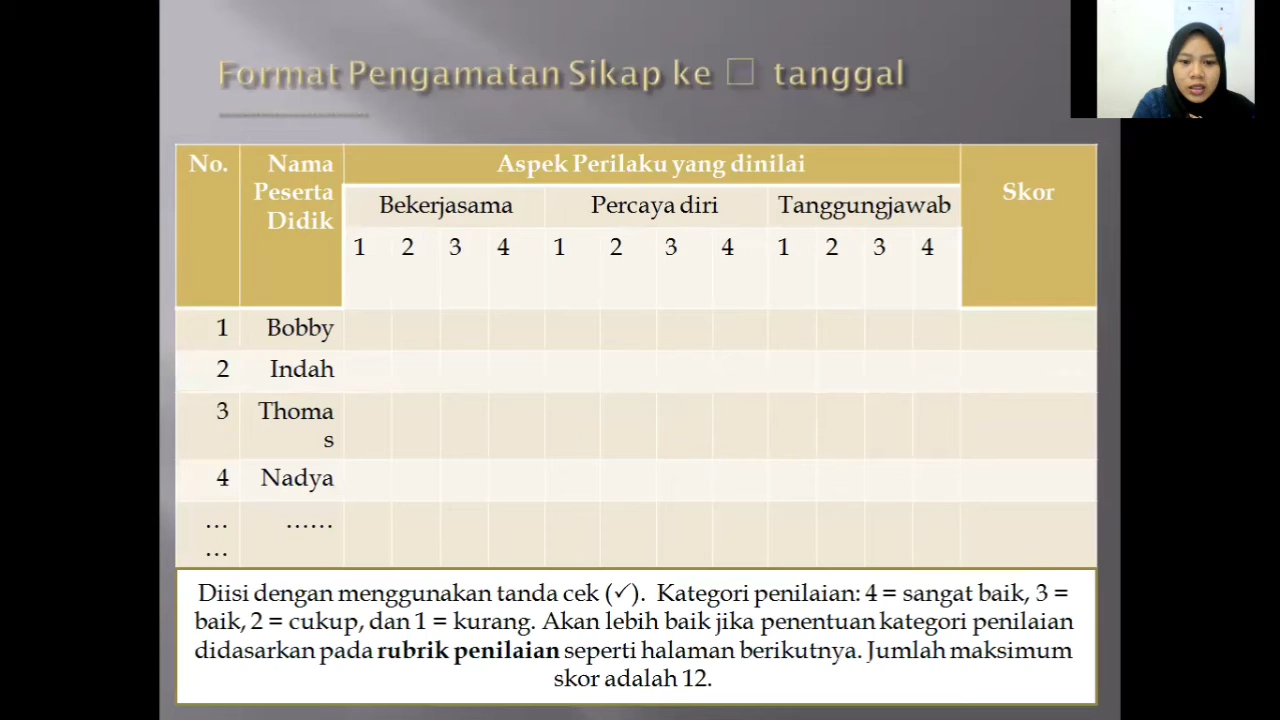 Format Pengamatan Sikap ke □ tanggal
No.
Nama
Peserta
Didik
Aspek Perilaku yang dinilai
Skor
Bekerjasama
Percaya diri
Tanggungjawab
1 2 3 4 1 2 3 4 1 2 3 4
1 Bobby
2 Indah
3 Thoma
s
4 Nadya
... ......
...
Diisi dengan menggunakan tanda cek (✓). Kategori penilaian: 4 = sangat baik, 3 =
baik, 2 = cukup, dan 1 = kurang. Akan lebih baik jika penentuan kategori penilaian
didasarkan pada rubrik penilaian seperti halaman berikutnya. Jumlah maksimum
skor adalah 12.